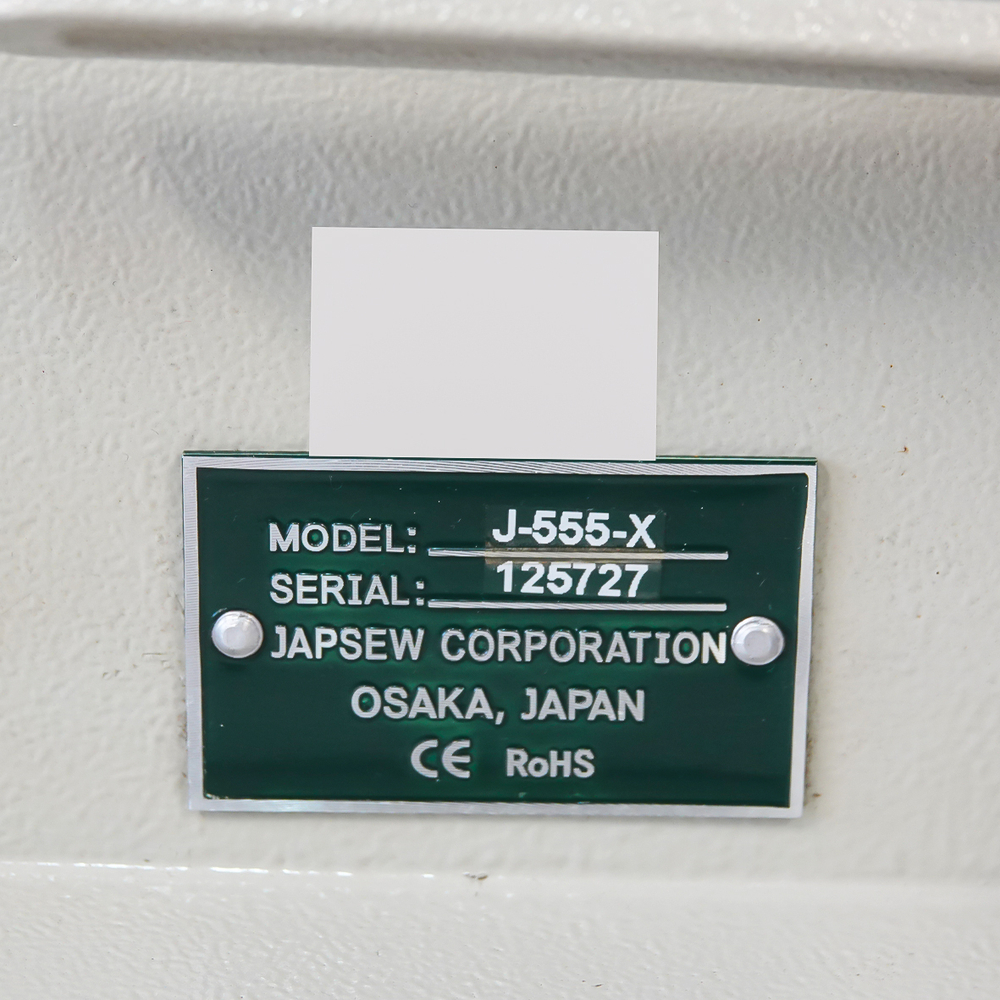 MODEL: J-555-X
SERIAL: 125727
JAPSEW CORPORATION
OSAKA, JAPAN
CE RoHS